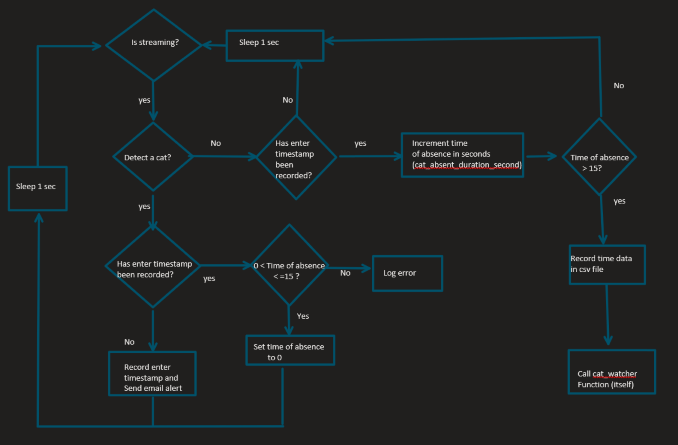 Is streaming?
Sleep 1 sec
yes
No
No
Detect a cat?
No
Has enter
timestamp
been
recorded?
yes
Increment time
of absence in seconds
(cat_absent_duration_second)
Time of absence
> 15?
Sleep 1 sec
yes
yes
Has enter timestamp
been recorded?
yes
0 < Time of absence
< =15 ?
No
Log error
Record time data
in csv file
Yes
No
Set time of absence
to 0
Record enter
timestamp and
Send email alert
Call cat_watcher
Function (itself)